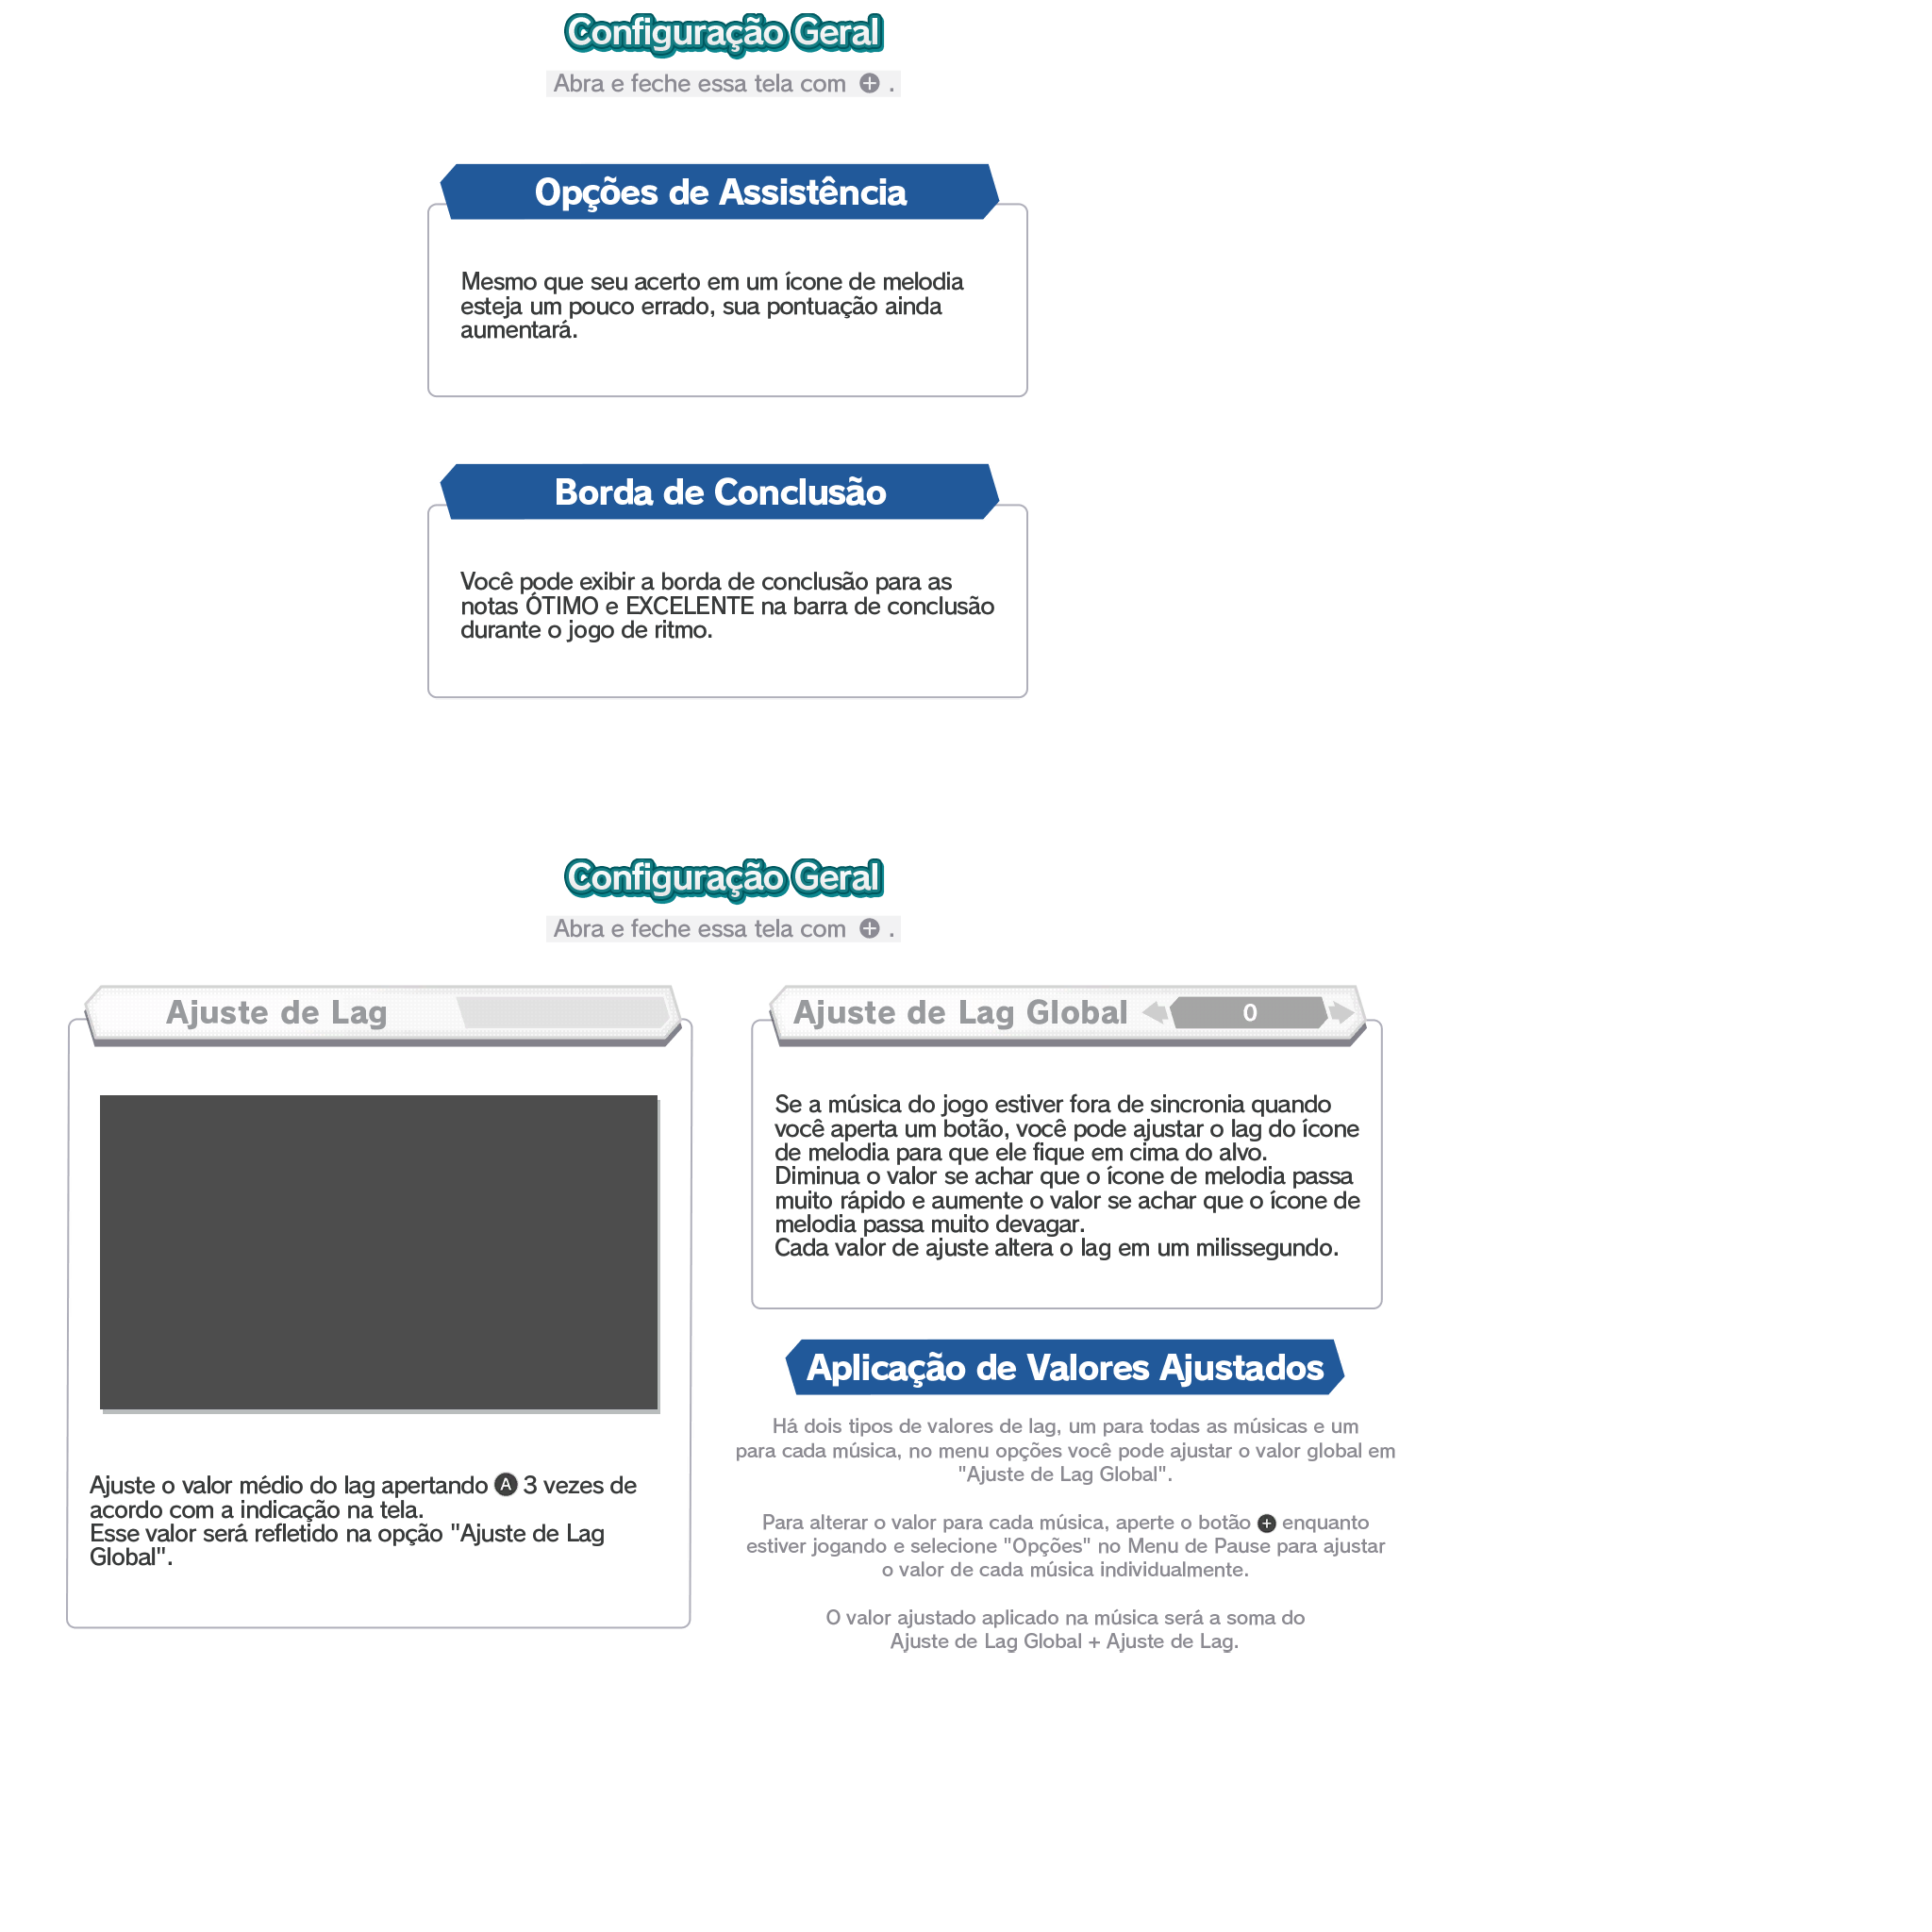 Configuração Geral
Abra e feche essa tela com + .
Opções de Assistência
Mesmo que seu acerto em um ícone de melodia
esteja um pouco errado, sua pontuação ainda
aumentará.
Borda de Conclusão
Você pode exibir a borda de conclusão para as
notas ÓTIMO e EXCELENTE na barra de conclusão
durante o jogo de ritmo.
Configuração Geral
Abra e feche essa tela com + .
Ajuste de Lag
Ajuste o valor médio do lag apertando A 3 vezes de
acordo com a indicação na tela.
Esse valor será refletido na opção "Ajuste de Lag
Global".
Ajuste de Lag Global 0
Se a música do jogo estiver fora de sincronia quando
você aperta um botão, você pode ajustar o lag do ícone
de melodia para que ele fique em cima do alvo.
Diminua o valor se achar que o ícone de melodia passa
muito rápido e aumente o valor se achar que o ícone de
melodia passa muito devagar.
Cada valor de ajuste altera o lag em um milissegundo.
Aplicação de Valores Ajustados
Há dois tipos de valores de lag, um para todas as músicas e um
para cada música, no menu opções você pode ajustar o valor global em
"Ajuste de Lag Global".
Para alterar o valor para cada música, aperte o botão + enquanto
estiver jogando e selecione "Opções" no Menu de Pause para ajustar
o valor de cada música individualmente.
O valor ajustado aplicado na música será a soma do
Ajuste de Lag Global + Ajuste de Lag.